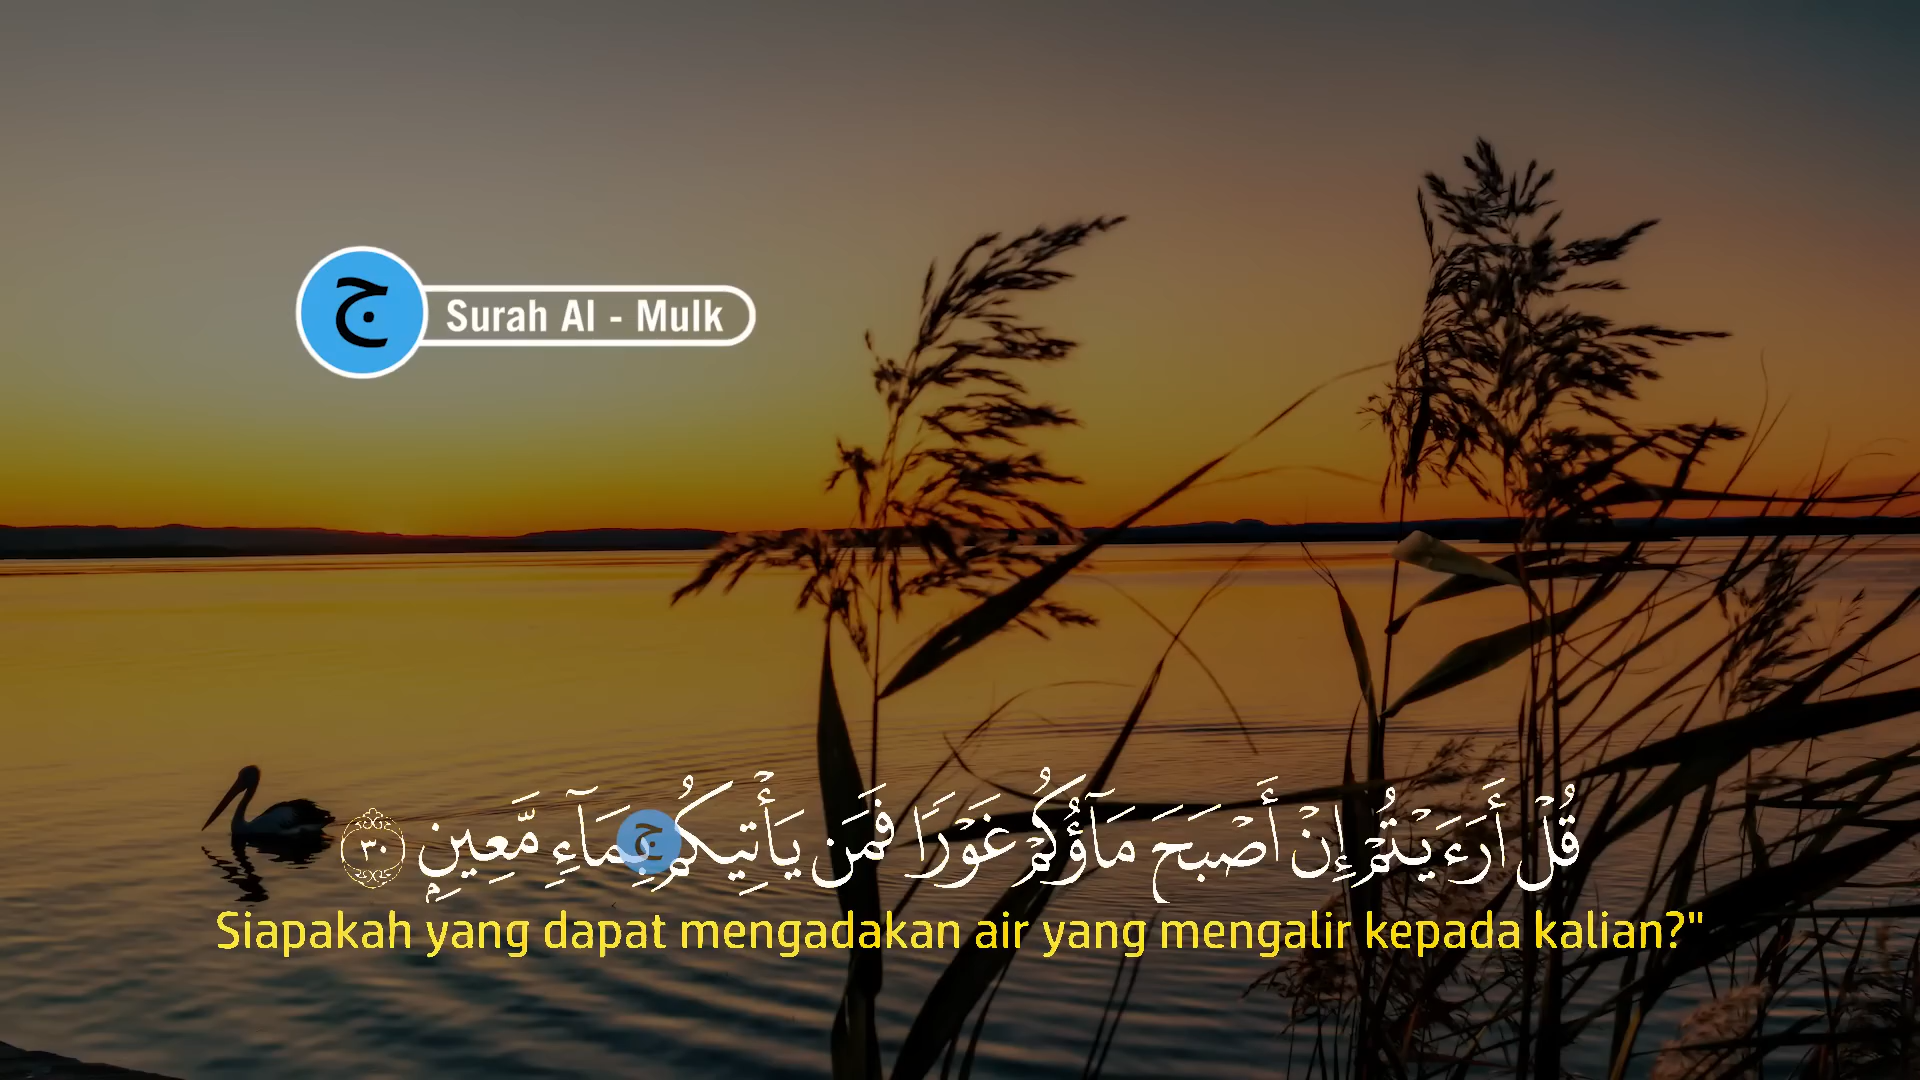 ج
Surah Al - Mulk
قُلْ أَرَءَيْتُمْ إِنْ أَصْبَحَ مَآؤُكُمْ غَوْرًا فَمَن يَأْتِيكُم بِمَآءٍ مَّعِينٍۭ ٣٠
ج
Siapakah yang dapat mengadakan air yang mengalir kepada kalian?"